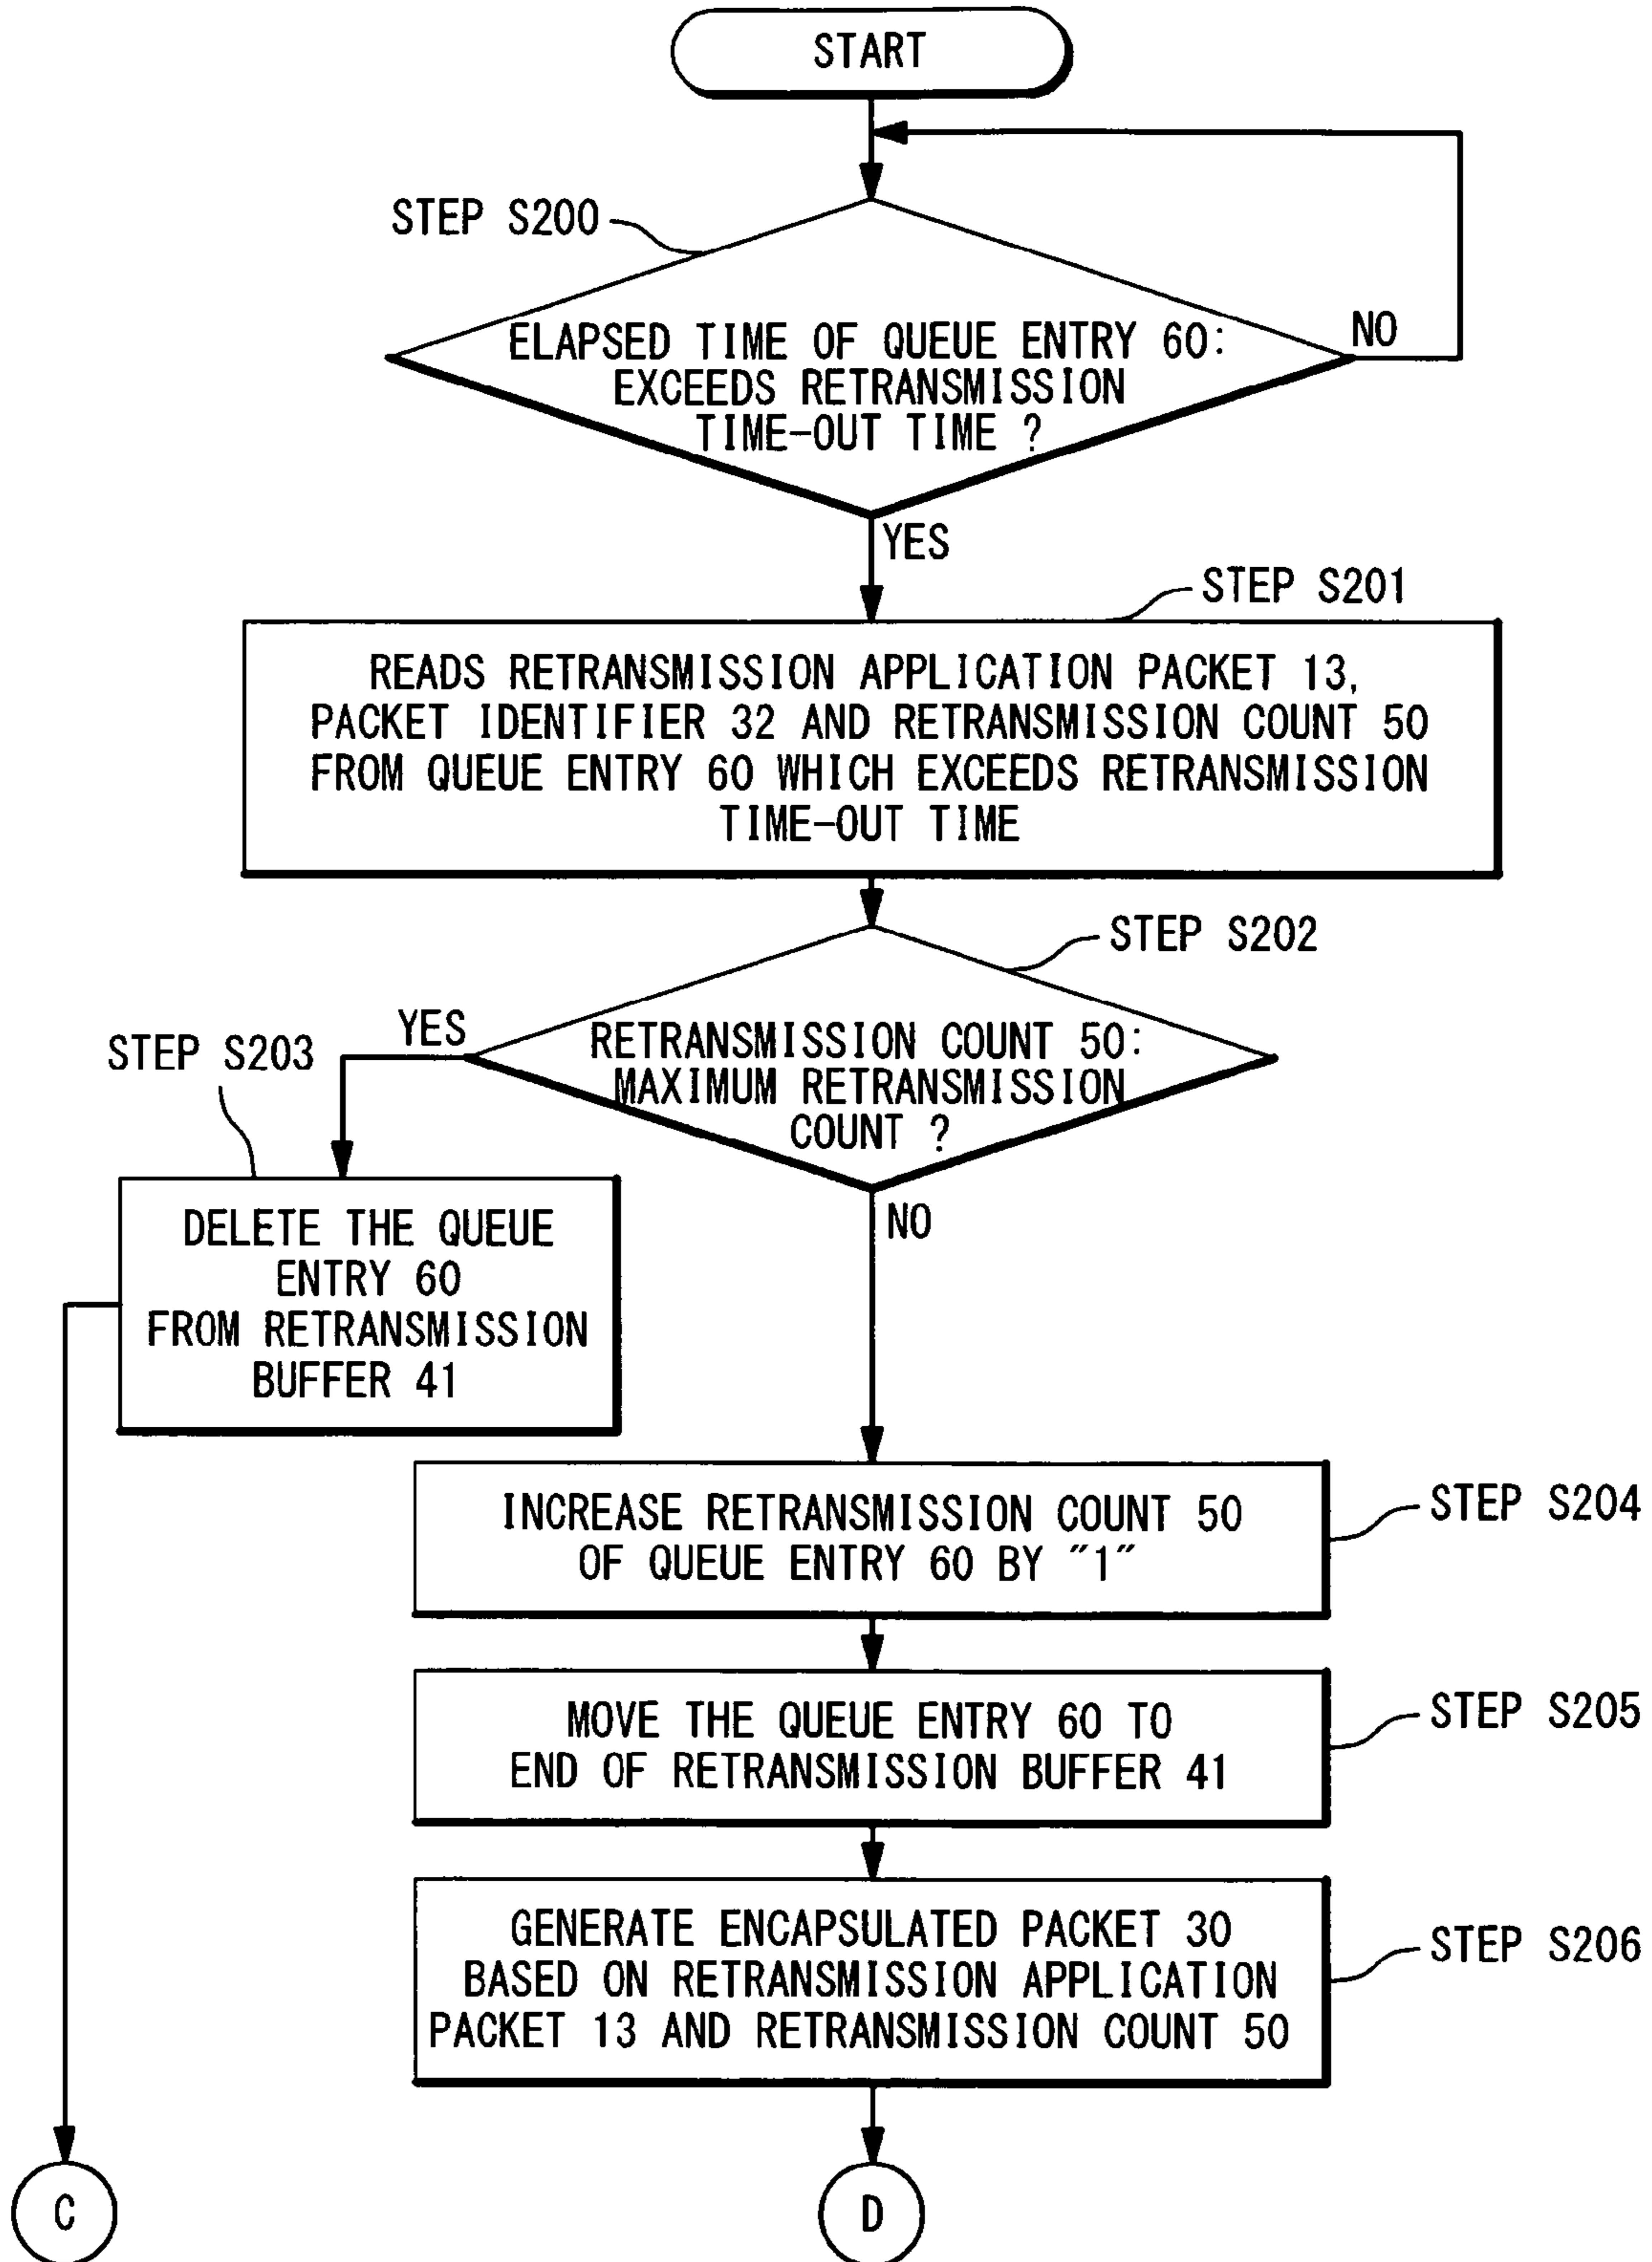 START
STEP S200
ELAPSED TIME OF QUEUE ENTRY 60:
EXCEEDS RETRANSMISSION
TIME-OUT TIME ?
NO
YES
STEP S201
READS RETRANSMISSION APPLICATION PACKET 13,
PACKET IDENTIFIER 32 AND RETRANSMISSION COUNT 50
FROM QUEUE ENTRY 60 WHICH EXCEEDS RETRANSMISSION
TIME-OUT TIME
STEP S202
RETRANSMISSION COUNT 50:
MAXIMUM RETRANSMISSION
COUNT ?
YES
STEP S203
NO
DELETE THE QUEUE
ENTRY 60
FROM RETRANSMISSION
BUFFER 41
INCREASE RETRANSMISSION COUNT 50
OF QUEUE ENTRY 60 BY "1"
STEP S204
MOVE THE QUEUE ENTRY 60 TO
END OF RETRANSMISSION BUFFER 41
STEP S205
GENERATE ENCAPSULATED PACKET 30
BASED ON RETRANSMISSION APPLICATION
PACKET 13 AND RETRANSMISSION COUNT 50
STEP S206
C
D